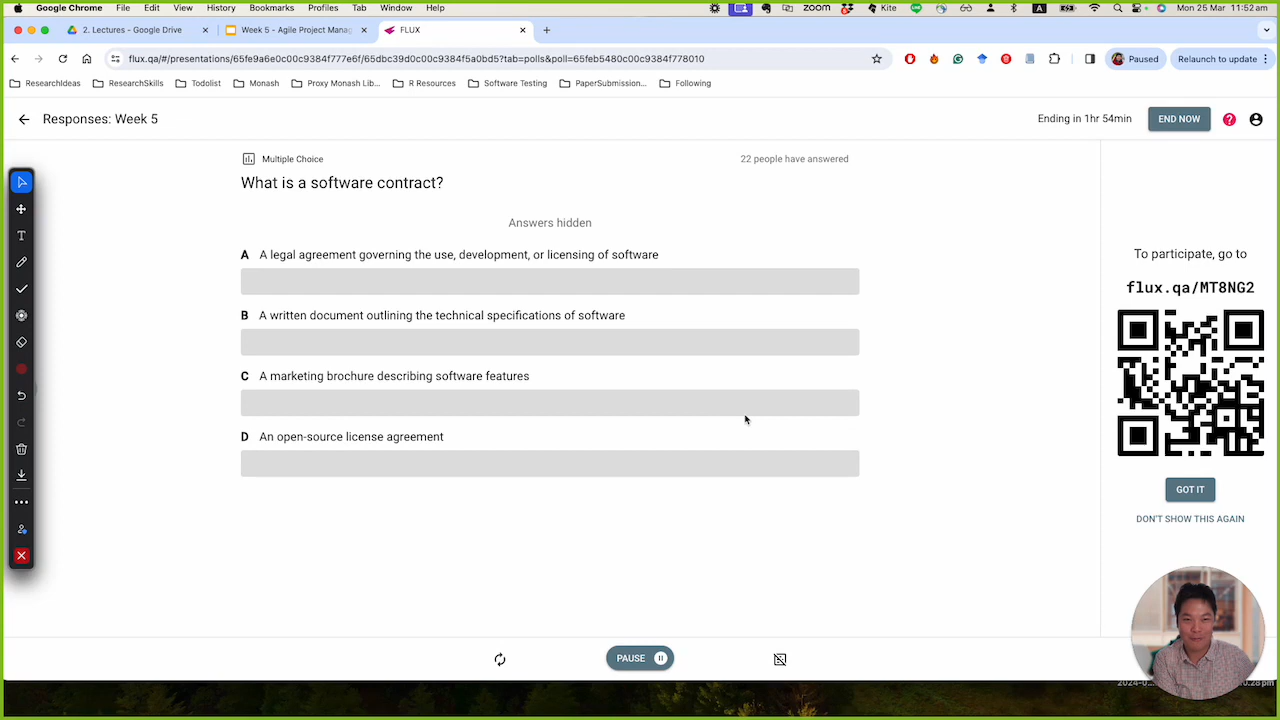 Google Chrome File Edit View History Bookmarks Profiles Tab Window Help zoom Kite A Mon 25 Mar 11:52 am
2. Lectures - Google Drive Week 5 - Agile Project Manag FLUX
flux.qa/#/presentations/65fe9a6e0c00c9384f777e6f/65dbc39d0c00c9384f5a0bd5?tab=polls&poll=65feb5480c00c9384f778010 Paused Relaunch to update
ResearchIdeas ResearchSkills Todolist Monash Proxy Monash Lib... R Resources Software Testing PaperSubmission... Following
Responses: Week 5 Ending in 1hr 54min END NOW
Multiple Choice 22 people have answered
What is a software contract?
Answers hidden
A A legal agreement governing the use, development, or licensing of software
B A written document outlining the technical specifications of software
C A marketing brochure describing software features
D An open-source license agreement
To participate, go to
flux.qa/MT8NG2
GOT IT
DON'T SHOW THIS AGAIN
PAUSE